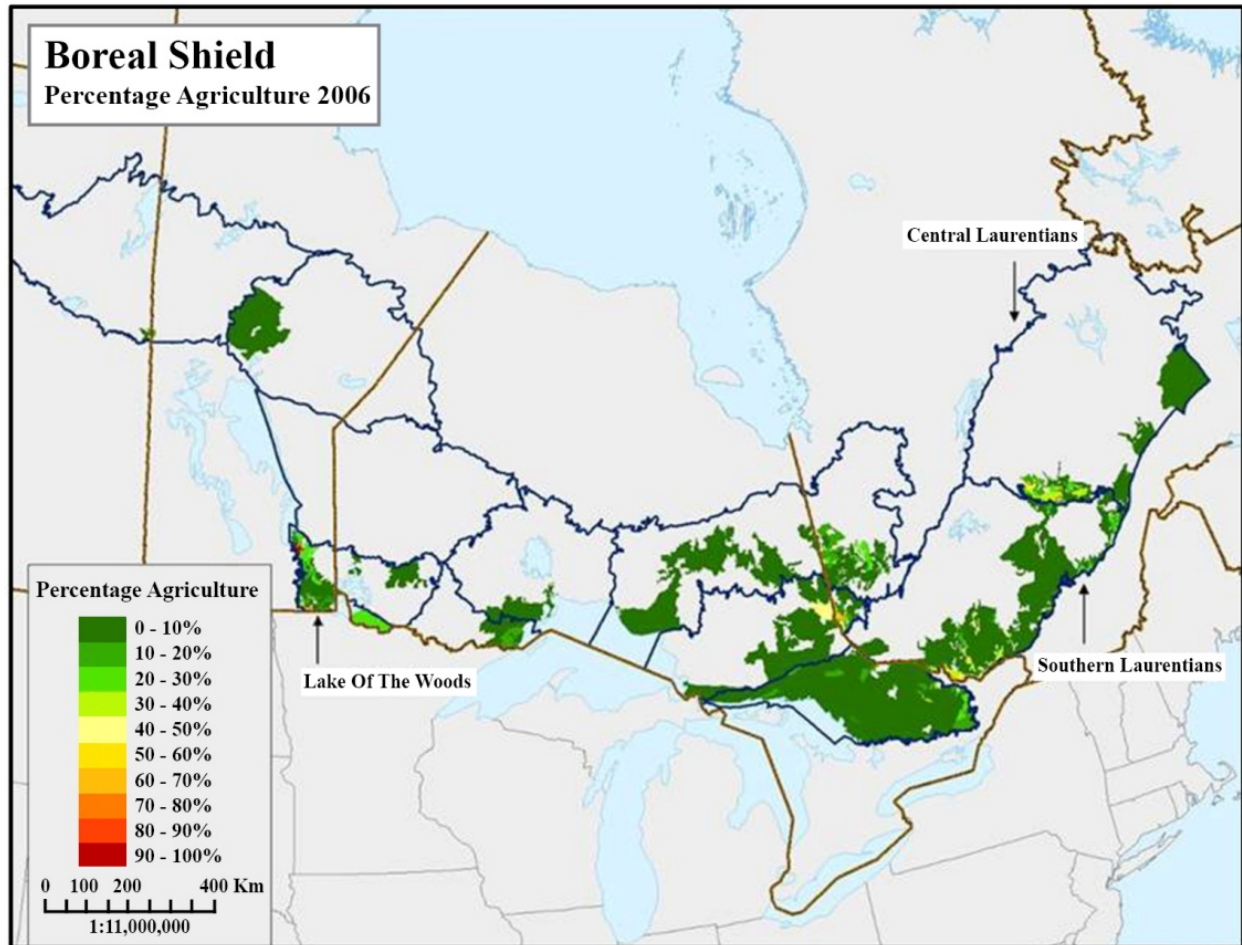 Boreal Shield
Percentage Agriculture 2006
Central Laurentians
Southern Laurentians
Lake Of The Woods
Percentage Agriculture
0 - 10%
10 - 20%
20 - 30%
30 - 40%
40 - 50%
50 - 60%
60 - 70%
70 - 80%
80 - 90%
90 - 100%
0 100 200 400 Km
1:11,000,000